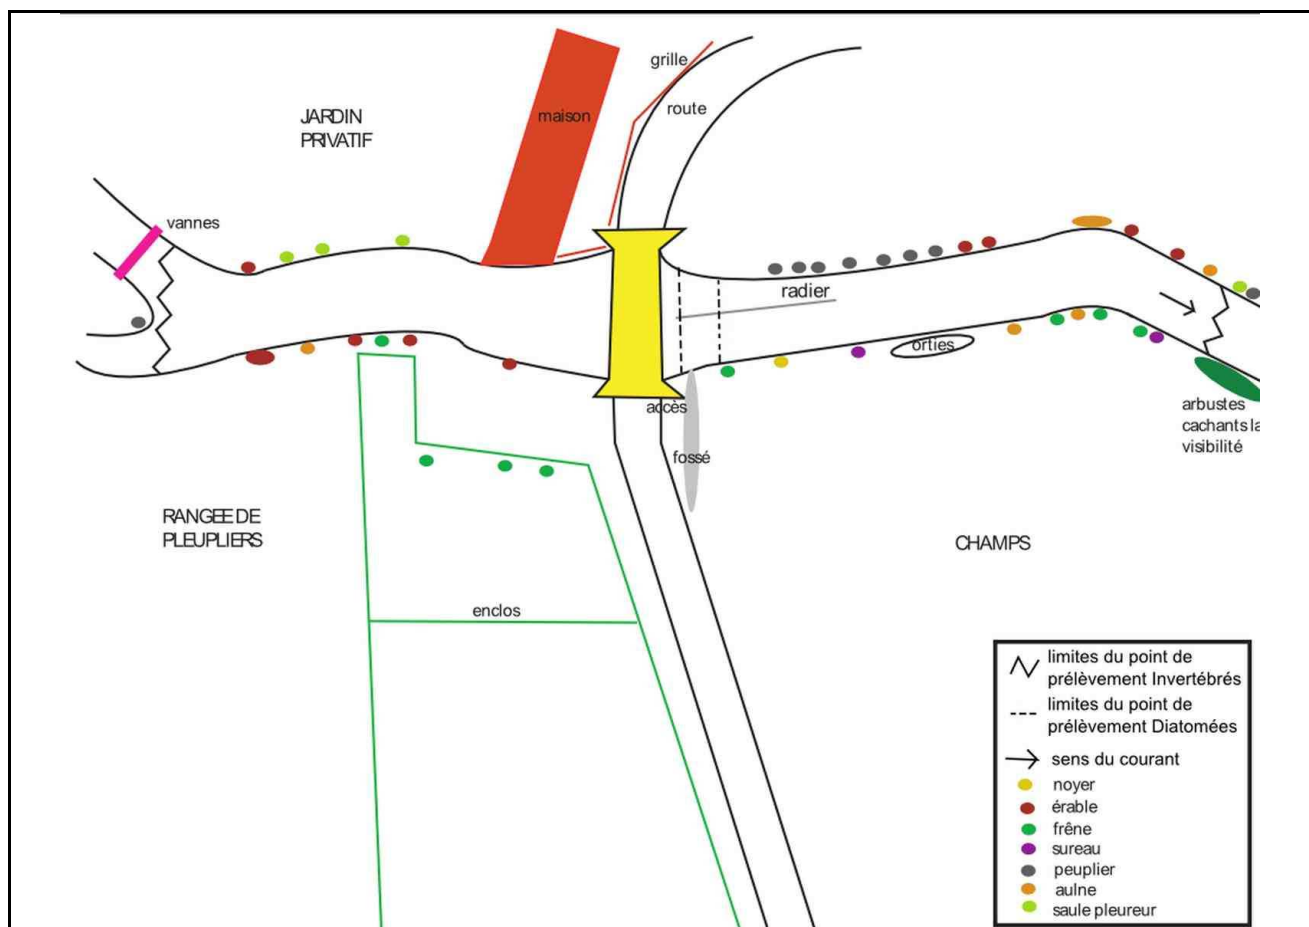 grille
JARDIN
PRIVATIF
maison
route
vannes
radier
orties
accès
arbustes
cachants la
visibilité
fossé
RANGEE DE
PLEUPLIERS
CHAMPS
enclos
limites du point de
prélèvement Invertébrés
limites du point de
prélèvement Diatomées
sens du courant
noyer
érable
frêne
sureau
peuplier
aulne
saule pleureur